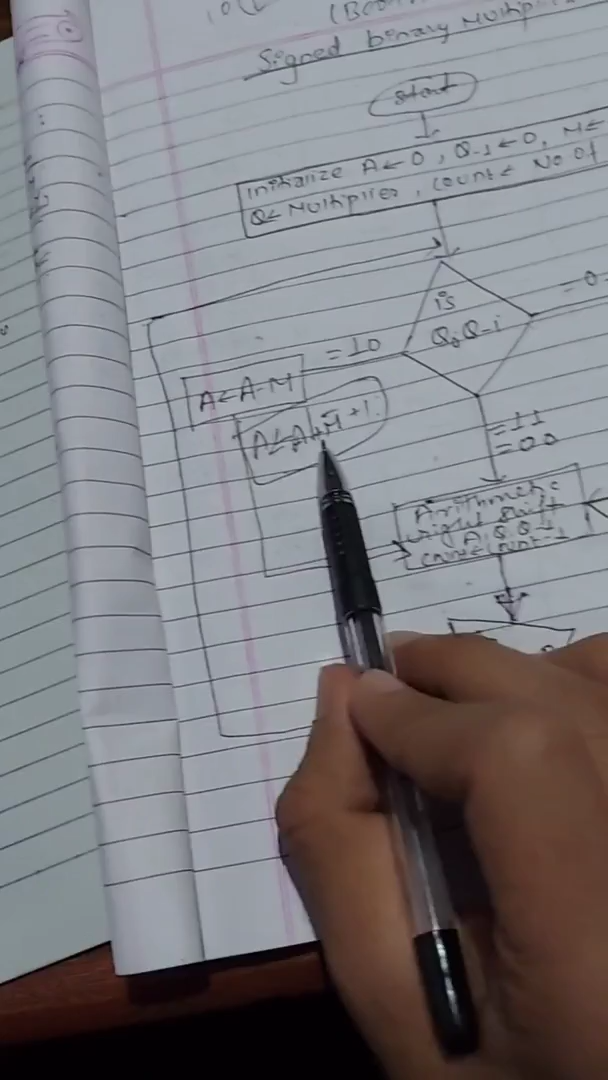 Signed binary Multipli
start
Initialize A← 0, Q-1 ← 0, M←
Q← Multiplier, count← No of
is
Q0Q-1
= 10
= 0
A← A-M
A← A+M̅+1
= 11
= 00
Arithmetic
right shift
A, Q, Q-1
count← count-1